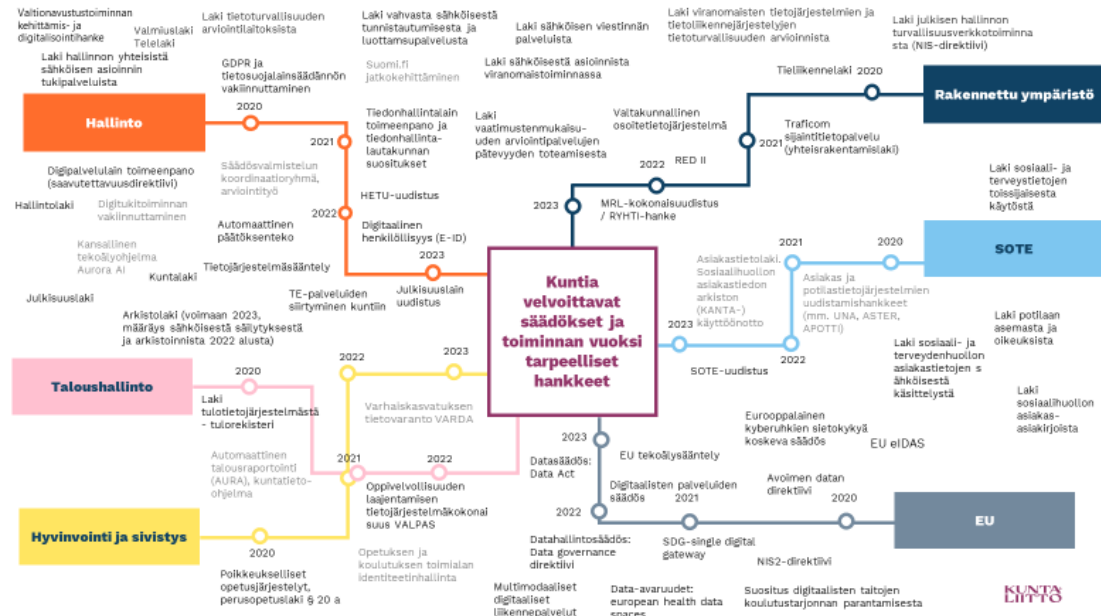 Valtionavustustoiminnan
kehittämis- ja
digitalisointihanke
Valmiuslaki
Telelaki
Laki tietoturvallisuuden
arviointilaitoksista
Laki vahvasta sähköisestä
tunnistautumisesta ja
luottamsupalvelusta
Laki sähköisen viestinnän
palveluista
Laki viranomaisten tietojärjestelmien ja
tietoliikennejärjestelyjen
tietoturvallisuuden arvioinnista
Laki julkisen hallinnon
turvallisuusverkkotoiminna
sta (NIS-direktiivi)
Laki hallinnon yhteisistä
sähköisen asioinnin
tukipalveluista
GDPR ja
tietosuojalainsäädännön
vakiinnuttaminen
Suomi.fi
jatkokehittäminen
Laki sähköisestä asioinnista
viranomaistoiminnassa
Tieliikennelaki
2020
Rakennettu ympäristö
Hallinto
2020
2021
Tiedonhallintalain
toimeenpano ja
tiedonhallinta-
lautakunnan
suositukset
Laki
vaatimustenmukaisu-
uden arviointipalvelujen
pätevyyden toteamisesta
Valtakunnallinen
osoitetietojärjestelmä
2021
Traficom
sijaintitietopalvelu
(yhteisrakentamislaki)
Säädösvalmistelun
koordinaatioryhmä,
arviointityö
2022
RED II
Digipalvelulain toimeenpano
(saavutettavuusdirektiivi)
HETU-uudistus
2023
MRL-kokonaisuudistus
/ RYHTI-hanke
Laki sosiaali- ja
terveystietojen
toissijaisesta
käytöstä
Hallintolaki
Digitukitoiminnan
vakiinnuttaminen
2022
Automaattinen
päätöksenteko
Digitaalinen
henkilöllisyys (E-ID)
Kansallinen
tekoälyohjelma
Aurora AI
Kuntalaki
Tietojärjestelmäsääntely
2023
Julkisuuslain
uudistus
Kuntia
velvoittavat
säädökset ja
toiminnan vuoksi
tarpeelliset
hankkeet
Asiakastietolaki.
Sosiaalihuollon
asiakastiedon
arkiston
(KANTA-)
käyttöönotto
2021
2020
SOTE
Asiakas ja
potilastietojärjestelmien
uudistamishankkeet
(mm. UNA, ASTER,
APOTTI)
Julkisuuslaki
TE-palveluiden
siirtyminen kuntiin
Arkistolaki (voimaan 2023,
määräys sähköisestä säilytyksestä
ja arkistoinnista 2022 alusta)
2023
2022
SOTE-uudistus
Laki potilaan
asemasta ja
oikeuksista
Laki sosiaali- ja
terveydenhuollon
asiakastietojen s
ähköisestä
käsittelystä
Laki
sosiaalihuollon
asiakas-
asiakirjoista
Taloushallinto
2020
Laki
tulotietojärjestelmästä
- tulorekisteri
2022
2023
Varhaiskasvatuksen
tietovaranto VARDA
Automaattinen
talousraportointi
(AURA), kuntatieto-
ohjelma
2021
2022
Oppivelvollisuuden
laajentamisen
tietojärjestelmäkokonai
suus VALPAS
Eurooppalainen
kyberuhkien sietokykyä
koskeva säädös
EU eIDAS
2023
Datasäädös:
Data Act
EU tekoälysääntely
Digitaalisten palveluiden
säädös
2021
Avoimen datan
direktiivi
2020
EU
2022
Hyvinvointi ja sivistys
2020
Poikkeukselliset
opetusjärjestelyt,
perusopetuslaki § 20 a
Opetuksen ja
koulutuksen toimialan
identiteetinhallinta
Datahallintosäädös:
Data governance
direktiivi
SDG-single digital
gateway
NIS2-direktiivi
Multimodaaliset
digitaaliset
liikennepalvelut
Data-avaruudet:
european health data
spaces
Suositus digitaalisten taitojen
koulutustarjonnan parantamisesta
KUNTA
LIITTO